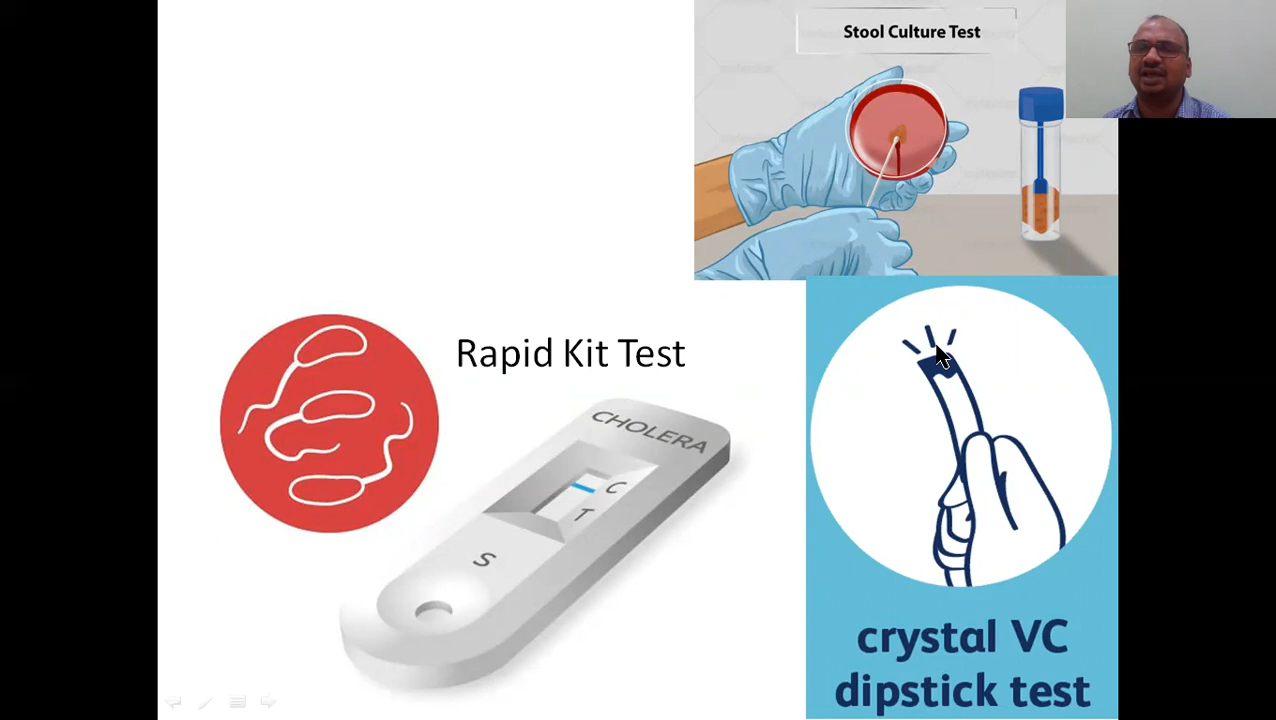 Stool Culture Test
Rapid Kit Test
CHOLERA
C
T
S
crystal VC
dipstick test